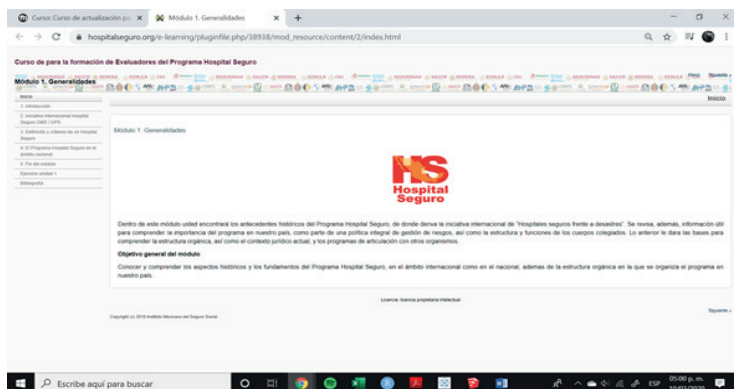 Curso: Curso de actualización pa
Módulo 1. Generalidades
hospitalseguro.org/e-learning/pluginfile.php/38938/mod_resource/content/2/index.html
Curso de para la formación de Evaluadores del Programa Hospital Seguro
Módulo 1. Generalidades
Menú
Siguiente »
Inicio
Inicio
1. Introducción
2. Iniciativa internacional Hospital
Seguro OMS / OPS
3. Definición y criterios de un Hospital
Seguro
4. El Programa Hospital Seguro en el
ámbito nacional
5. Fin del módulo
Ejercicio unidad 1
Bibliografía
Módulo 1. Generalidades
HS
Hospital
Seguro
Dentro de este módulo usted encontrará los antecedentes históricos del Programa Hospital Seguro, de donde deriva la iniciativa internacional de "Hospitales seguros frente a desastres". Se revisa, además, información útil
para comprender la importancia del programa en nuestro país, como parte de una política integral de gestión de riesgos, así como la estructura y funciones de los cuerpos colegiados. Lo anterior le dara las bases para
comprender la estructura orgánica, así como el contexto jurídico actual, y los programas de articulación con otros organismos.
Objetivo general del módulo
Conocer y comprender los aspectos históricos y los fundamentos del Programa Hospital Seguro, en el ámbito internacional como en el nacional, ademas de la estructura orgánica en la que se organiza el programa en
nuestro país.
Licencia: licencia propietaria intelectual
Siguiente »
Copyright (c) 2019 Instituto Mexicano del Seguro Social
Escribe aquí para buscar
ESP
05:00 p. m.
10/03/2020